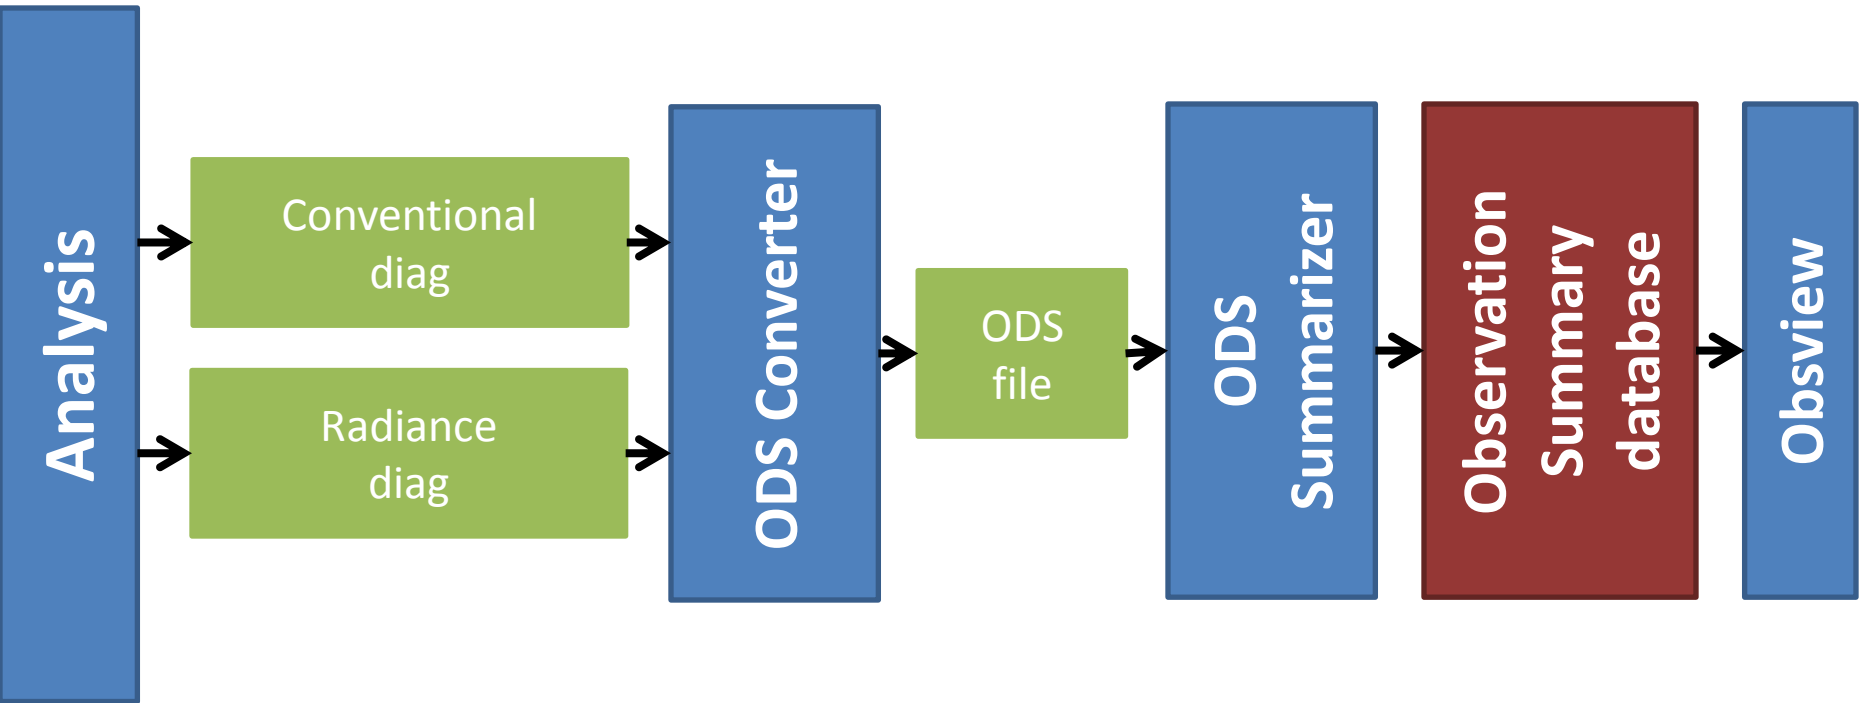 Analysis
Conventional
diag
Radiance
diag
ODS Converter
ODS
file
ODS
Summarizer
Observation
Summary
database
Obsview